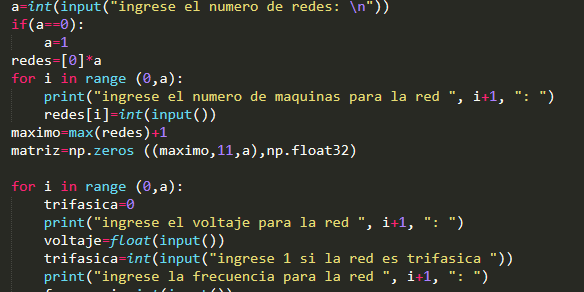 a=int(input("ingrese el numero de redes: \n"))
if(a==0):
    a=1
redes=[0]*a
for i in range (0,a):
    print("ingrese el numero de maquinas para la red ", i+1, ": ")
    redes[i]=int(input())
maximo=max(redes)+1
matriz=np.zeros ((maximo,11,a),np.float32)

for i in range (0,a):
    trifasica=0
    print("ingrese el voltaje para la red ", i+1, ": ")
    voltaje=float(input())
    trifasica=int(input("ingrese 1 si la red es trifasica "))
    print("ingrese la frecuencia para la red ", i+1, ": ")